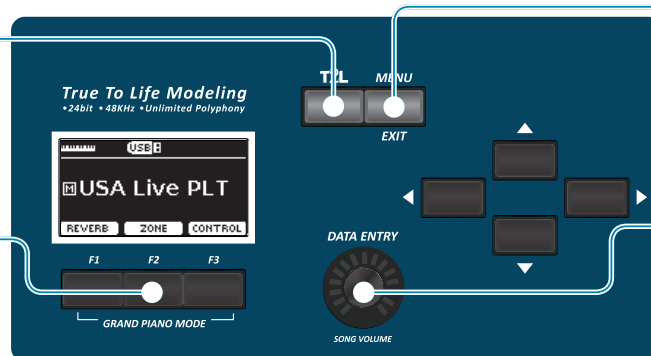 T2L MENU
True To Life Modeling
•24bit •48KHz •Unlimited Polyphony
EXIT
USB
M USA Live PLT
REVERB ZONE CONTROL
DATA ENTRY
F1 F2 F3
GRAND PIANO MODE
SONG VOLUME